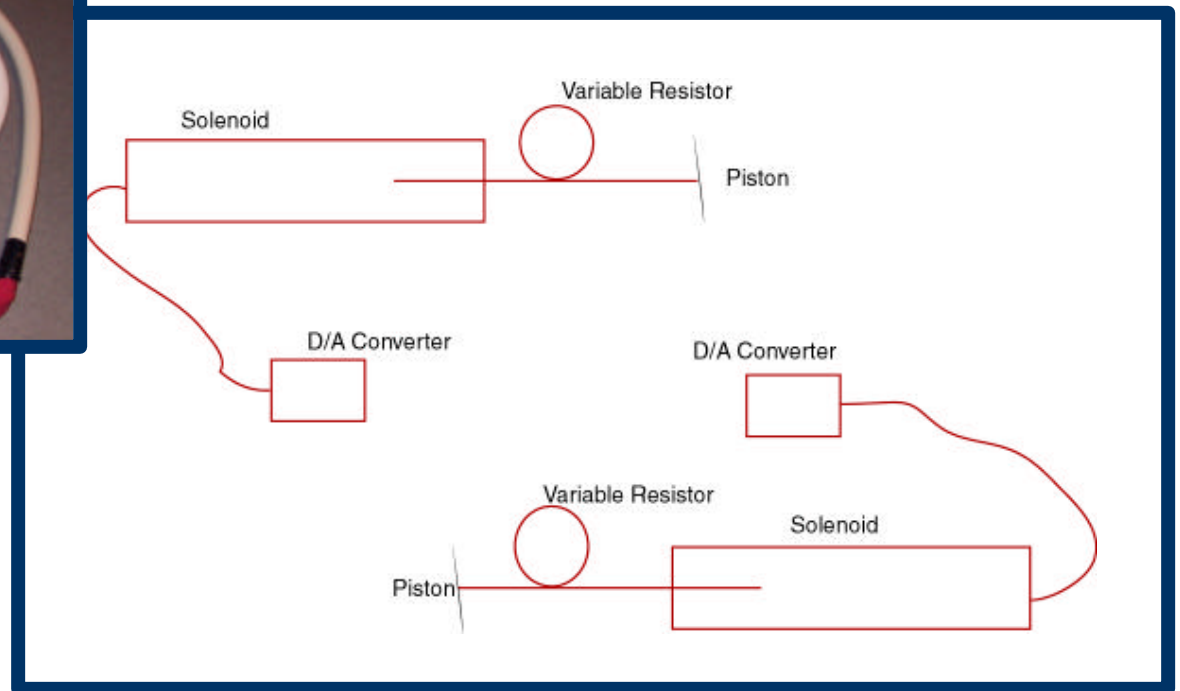 Variable Resistor
Solenoid
Piston
D/A Converter
D/A Converter
Variable Resistor
Solenoid
Piston